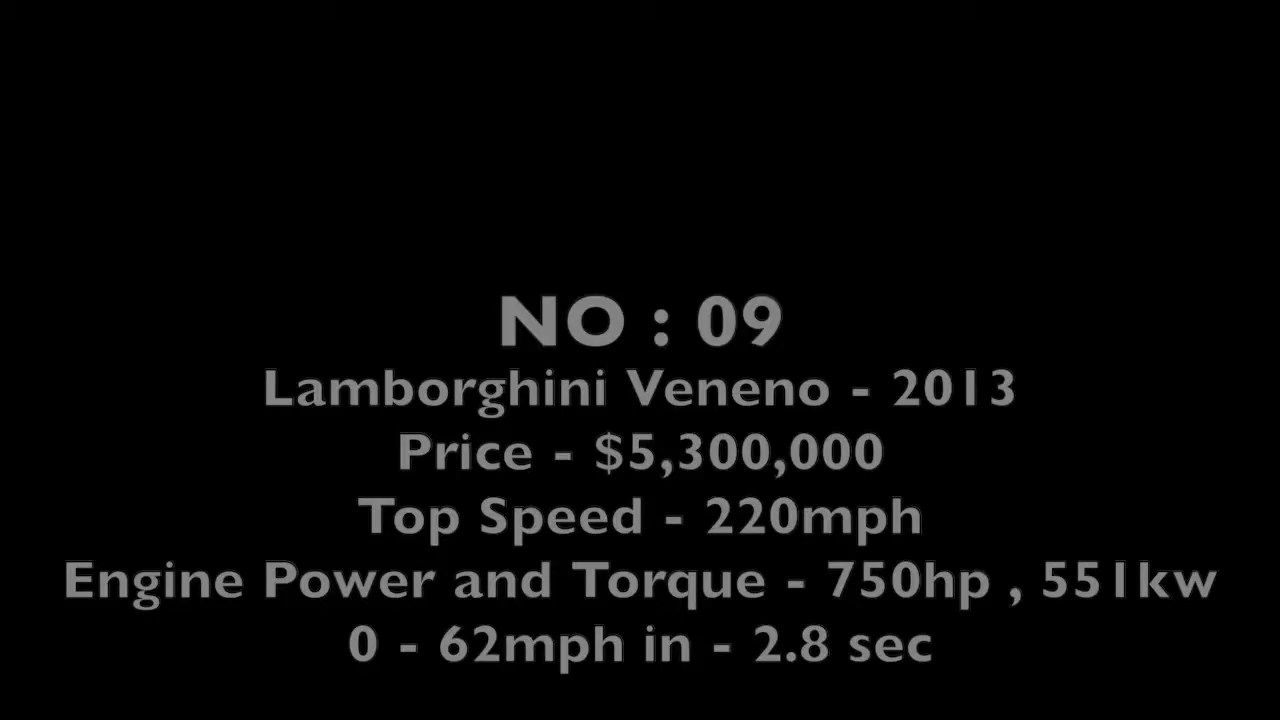 NO : 09
Lamborghini Veneno - 2013
Price - $5,300,000
Top Speed - 220mph
Engine Power and Torque - 750hp , 551kw
0 - 62mph in - 2.8 sec